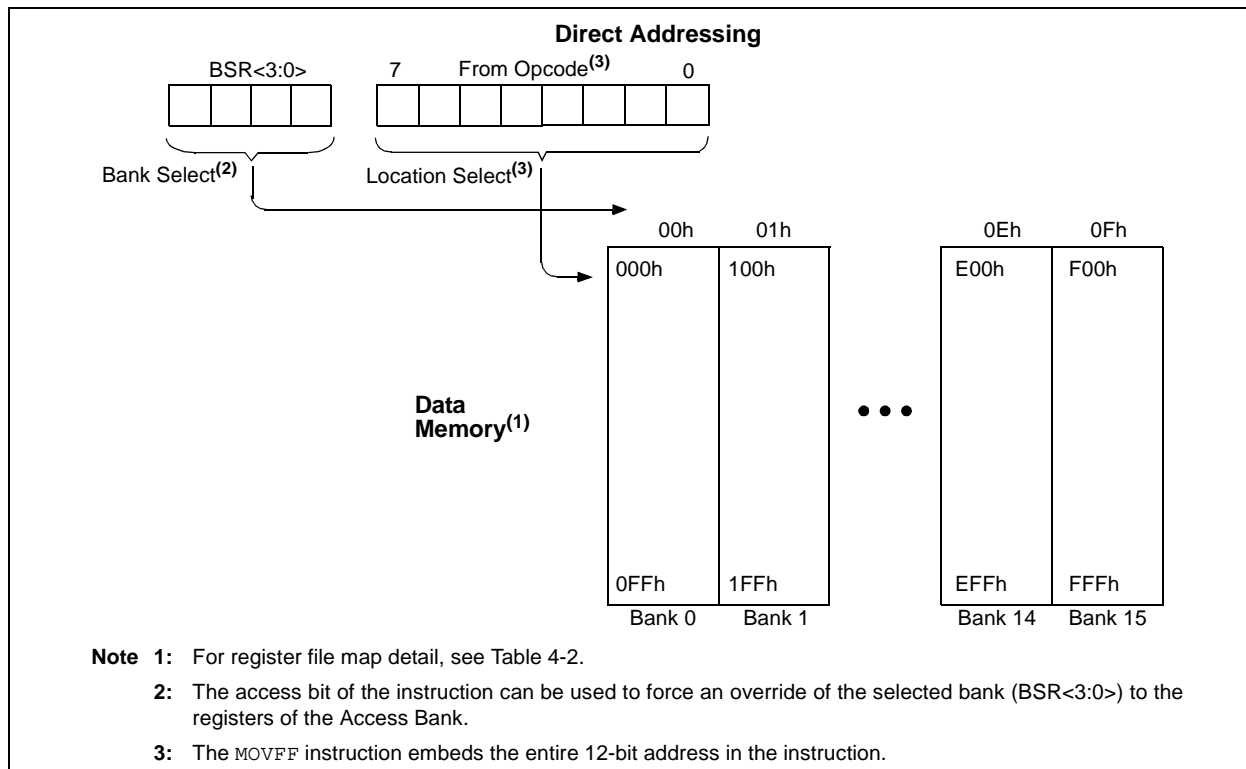 Direct Addressing
BSR<3:0>
7 From Opcode(3) 0
Bank Select(2)
Location Select(3)
00h 01h 0Eh 0Fh
000h 100h E00h F00h
Data
Memory(1)
0FFh 1FFh EFFh FFFh
Bank 0 Bank 1 Bank 14 Bank 15
Note 1: For register file map detail, see Table 4-2.
2: The access bit of the instruction can be used to force an override of the selected bank (BSR<3:0>) to the
registers of the Access Bank.
3: The MOVFF instruction embeds the entire 12-bit address in the instruction.